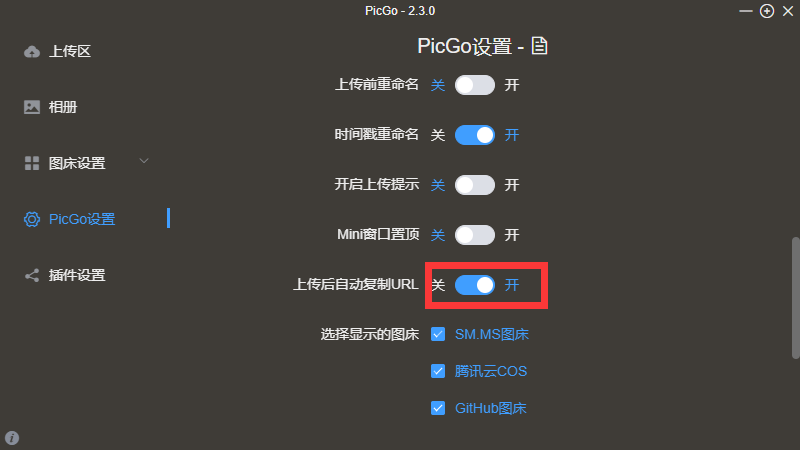 PicGo - 2.3.0
上传区
相册
图床设置
PicGo设置
插件设置
PicGo设置 -
上传前重命名 关 开
时间戳重命名 关 开
开启上传提示 关 开
Mini窗口置顶 关 开
上传后自动复制URL 关 开
选择显示的图床 SM.MS图床
腾讯云COS
GitHub图床